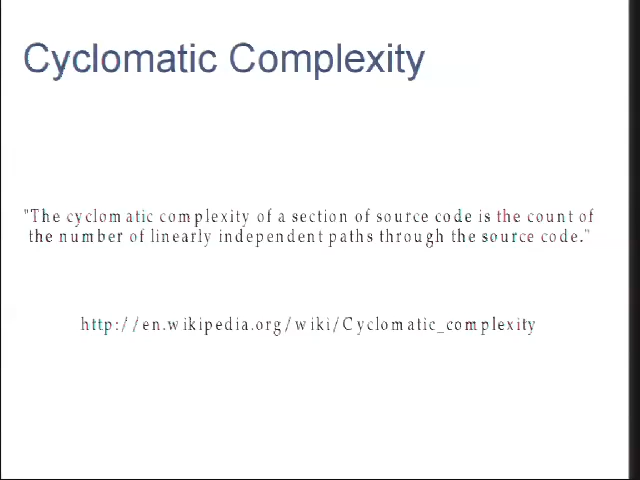 Cyclomatic Complexity
"The cyclomatic complexity of a section of source code is the count of
the number of linearly independent paths through the source code."
http://en.wikipedia.org/wiki/Cyclomatic_complexity